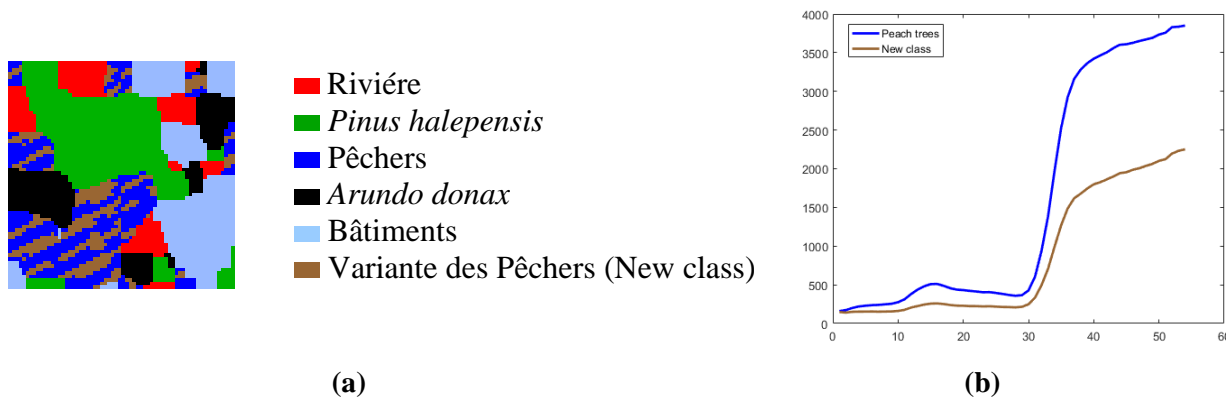 Riviére
Pinus halepensis
Pêchers
Arundo donax
Bâtiments
Variante des Pêchers (New class)
(a)
4000
3500
3000
2500
2000
1500
1000
500
0
Peach trees
New class
0 10 20 30 40 50 60
(b)